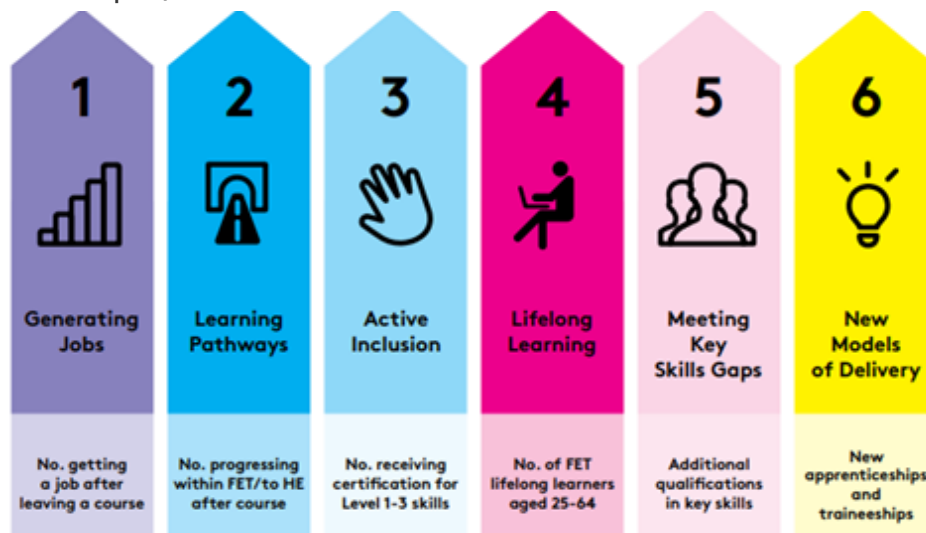 1
Generating
Jobs
No. getting
a job after
leaving a course
2
Learning
Pathways
No. progressing
within FET/to HE
after course
3
Active
Inclusion
No. receiving
certification for
Level 1-3 skills
4
Lifelong
Learning
No. of FET
lifelong learners
aged 25-64
5
Meeting
Key
Skills Gaps
Additional
qualifications
in key skills
6
New
Models
of Delivery
New
apprenticeships
and
traineeships